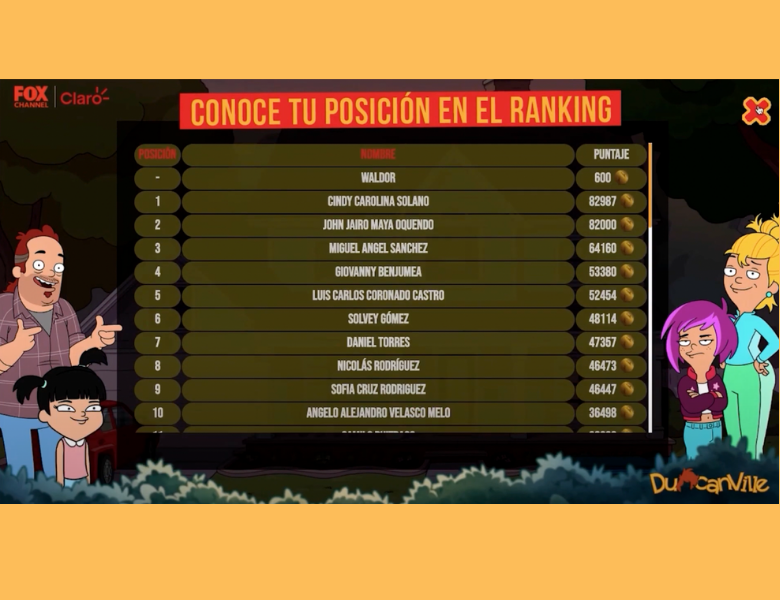 FOX
CHANNEL
Claro
CONOCE TU POSICIÓN EN EL RANKING
POSICIÓN NOMBRE PUNTAJE
- WALDOR 600
1 CINDY CAROLINA SOLANO 82987
2 JOHN JAIRO MAYA OQUENDO 82000
3 MIGUEL ANGEL SANCHEZ 64160
4 GIOVANNY BENJUMEA 53380
5 LUIS CARLOS CORONADO CASTRO 52454
6 SOLVEY GÓMEZ 48114
7 DANIEL TORRES 47357
8 NICOLÁS RODRÍGUEZ 46473
9 SOFIA CRUZ RODRIGUEZ 46447
10 ANGELO ALEJANDRO VELASCO MELO 36498
DuncanVille